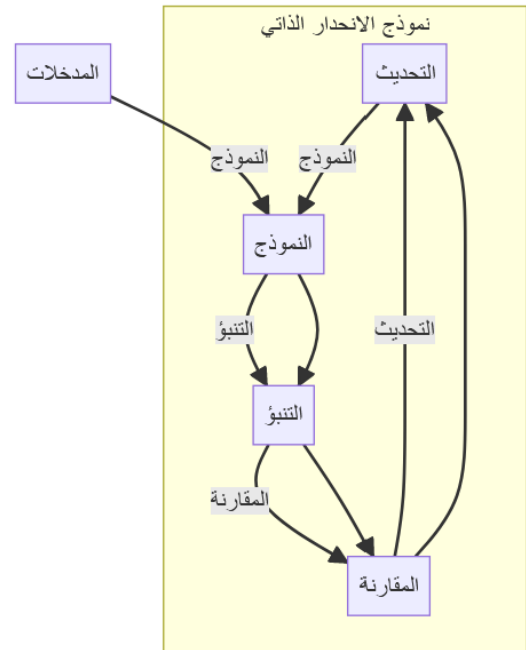 نموذج الانحدار الذاتي
المدخلات
التحديث
النموذج
النموذج
النموذج
التنبؤ
التحديث
التنبؤ
المقارنة
المقارنة